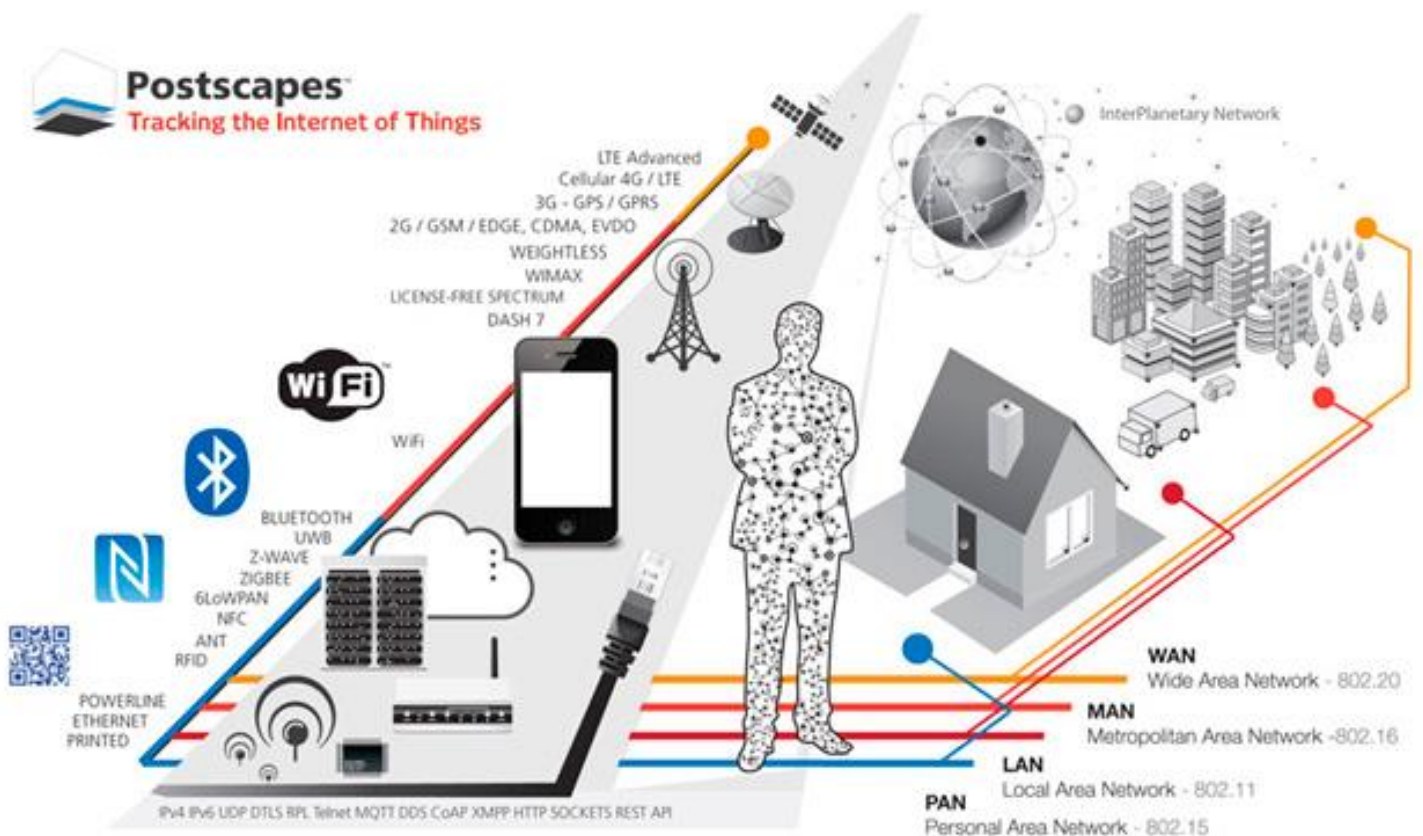 Postscapes™
Tracking the Internet of Things
InterPlanetary Network
LTE Advanced
Cellular 4G / LTE
3G - GPS / GPRS
2G / GSM / EDGE, CDMA, EVDO
WEIGHTLESS
WIMAX
LICENSE-FREE SPECTRUM
DASH 7
WiFi™
WiFi
BLUETOOTH
UWB
Z-WAVE
ZIGBEE
6LoWPAN
NFC
ANT
RFID
POWERLINE
ETHERNET
PRINTED
WAN
Wide Area Network - 802.20
MAN
Metropolitan Area Network -802.16
LAN
Local Area Network - 802.11
PAN
Personal Area Network - 802.15
IPv4 IPv6 UDP DTLS RPL Telnet MQTT DDS CoAP XMPP HTTP SOCKETS REST API